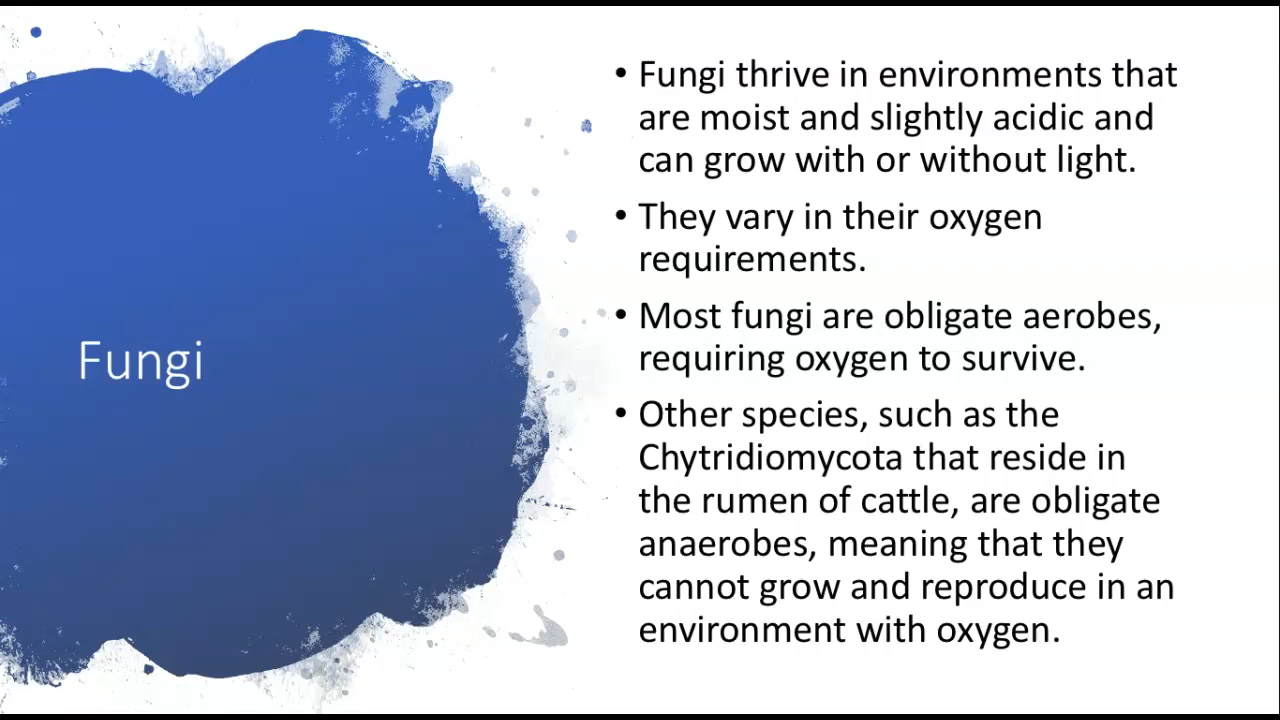 Fungi
• Fungi thrive in environments that
are moist and slightly acidic and
can grow with or without light.
• They vary in their oxygen
requirements.
• Most fungi are obligate aerobes,
requiring oxygen to survive.
• Other species, such as the
Chytridiomycota that reside in
the rumen of cattle, are obligate
anaerobes, meaning that they
cannot grow and reproduce in an
environment with oxygen.